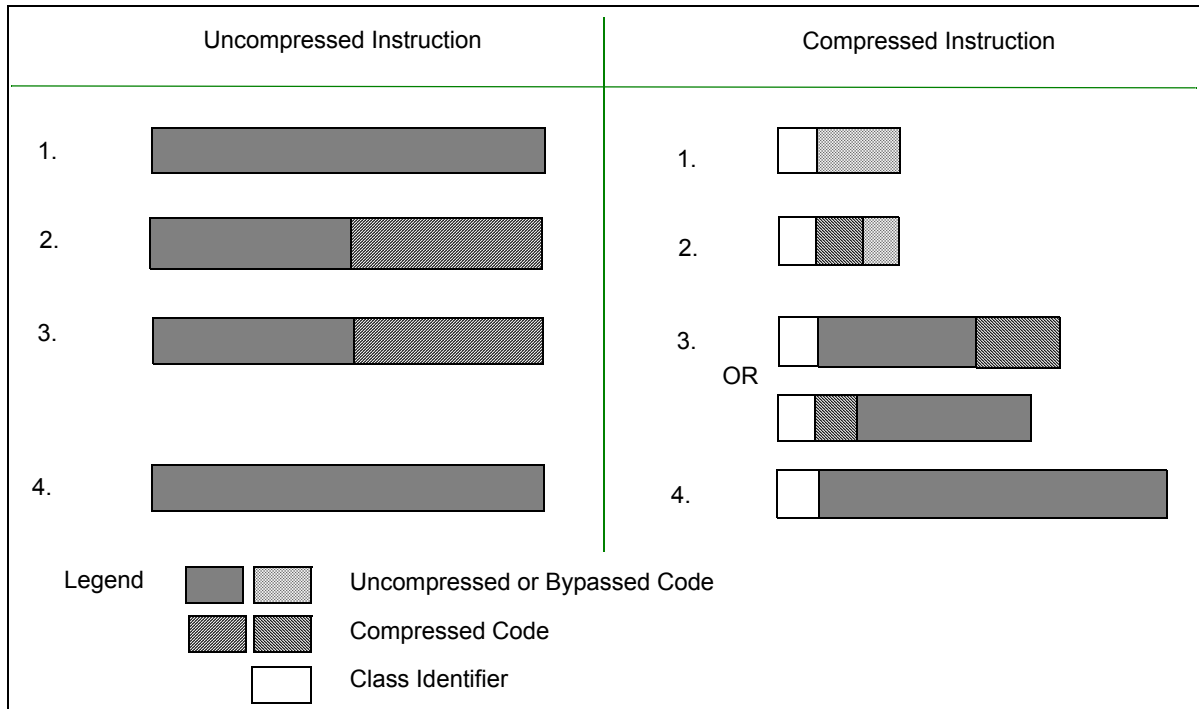 Uncompressed Instruction
Compressed Instruction
1.
1.
2.
2.
3.
3.
OR
4.
4.
Legend
Uncompressed or Bypassed Code
Compressed Code
Class Identifier